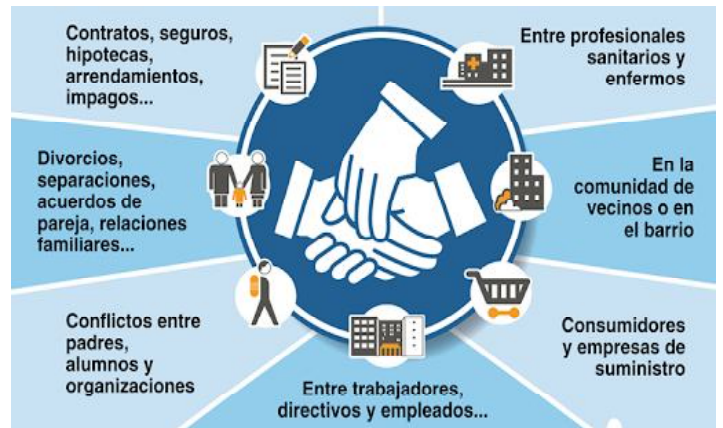 Contratos, seguros,
hipotecas,
arrendamientos,
impagos...
Entre profesionales
sanitarios y
enfermos
Divorcios,
separaciones,
acuerdos de
pareja, relaciones
familiares...
En la
comunidad de
vecinos o en
el barrio
Conflictos entre
padres,
alumnos y
organizaciones
Consumidores
y empresas de
suministro
Entre trabajadores,
directivos y empleados...